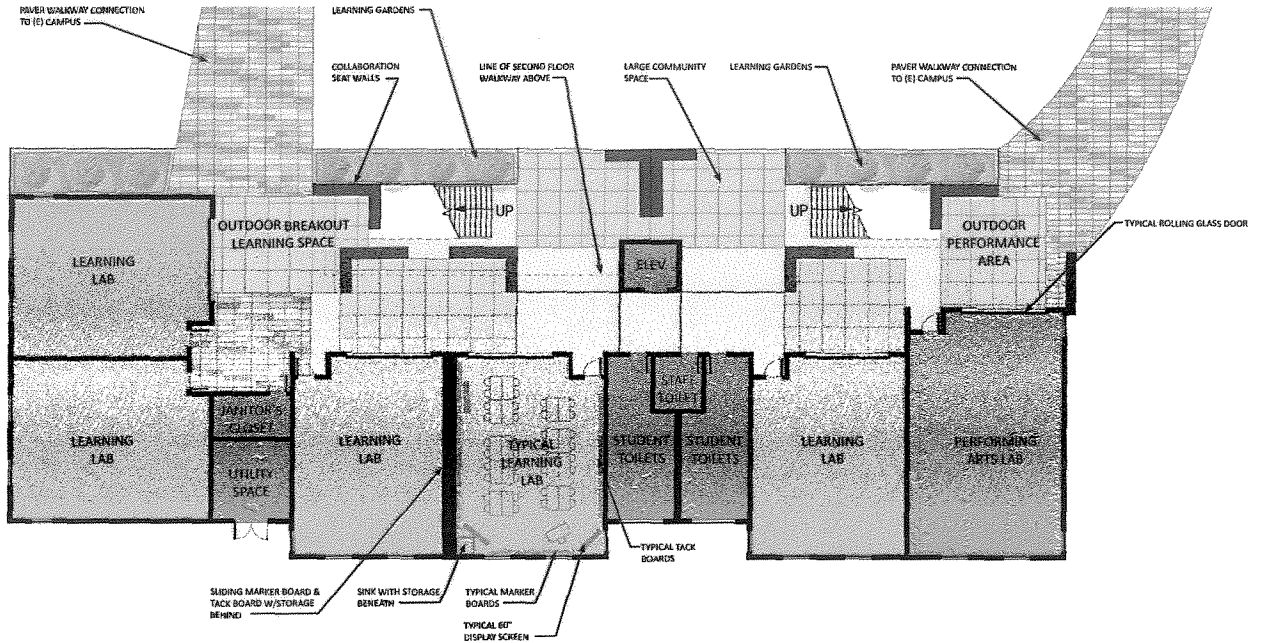 PAVER WALKWAY CONNECTION
TO (E) CAMPUS
LEARNING GARDENS
COLLABORATION
SEAT WALLS
LINE OF SECOND FLOOR
WALKWAY ABOVE
LARGE COMMUNITY
SPACE
LEARNING GARDENS
PAVER WALKWAY CONNECTION
TO (E) CAMPUS
UP
UP
OUTDOOR BREAKOUT
LEARNING SPACE
OUTDOOR
PERFORMANCE
AREA
TYPICAL ROLLING GLASS DOOR
ELEV
LEARNING
LAB
STAFF
TOILET
JANITOR'S
CLOSET
LEARNING
LAB
LEARNING
LAB
TYPICAL
LEARNING
LAB
STUDENT
TOILETS
STUDENT
TOILETS
LEARNING
LAB
PERFORMING
ARTS LAB
UTILITY
SPACE
TYPICAL TACK
BOARDS
SLIDING MARKER BOARD &
TACK BOARD W/STORAGE
BEHIND
SINK WITH STORAGE
BENEATH
TYPICAL MARKER
BOARDS
TYPICAL 60"
DISPLAY SCREEN